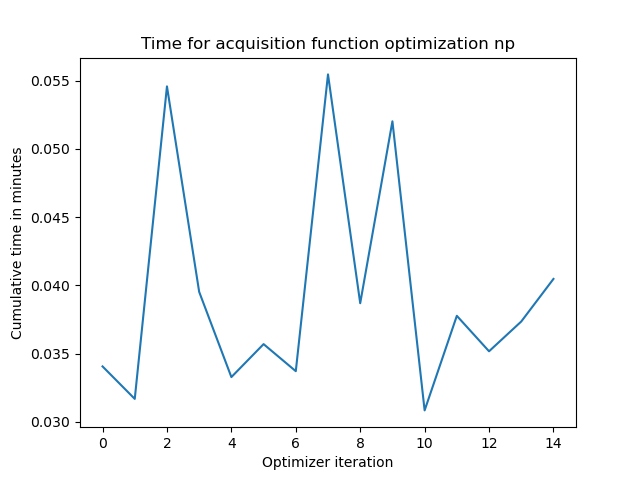 Time for acquisition function optimization np
Cumulative time in minutes
0.055
0.050
0.045
0.040
0.035
0.030
0 2 4 6 8 10 12 14
Optimizer iteration